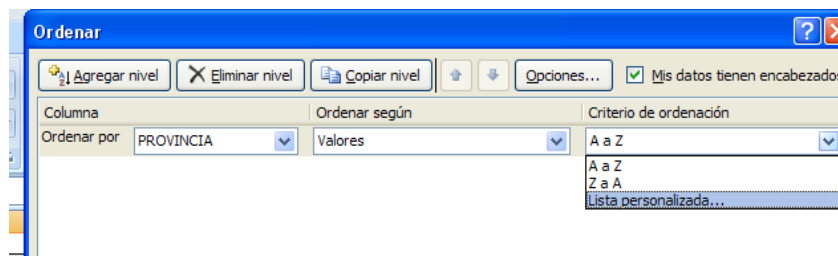 Ordenar
Agregar nivel Eliminar nivel Copiar nivel Opciones... Mis datos tienen encabezados
Columna Ordenar según Criterio de ordenación
Ordenar por PROVINCIA Valores A a Z
A a Z
Z a A
Lista personalizada...